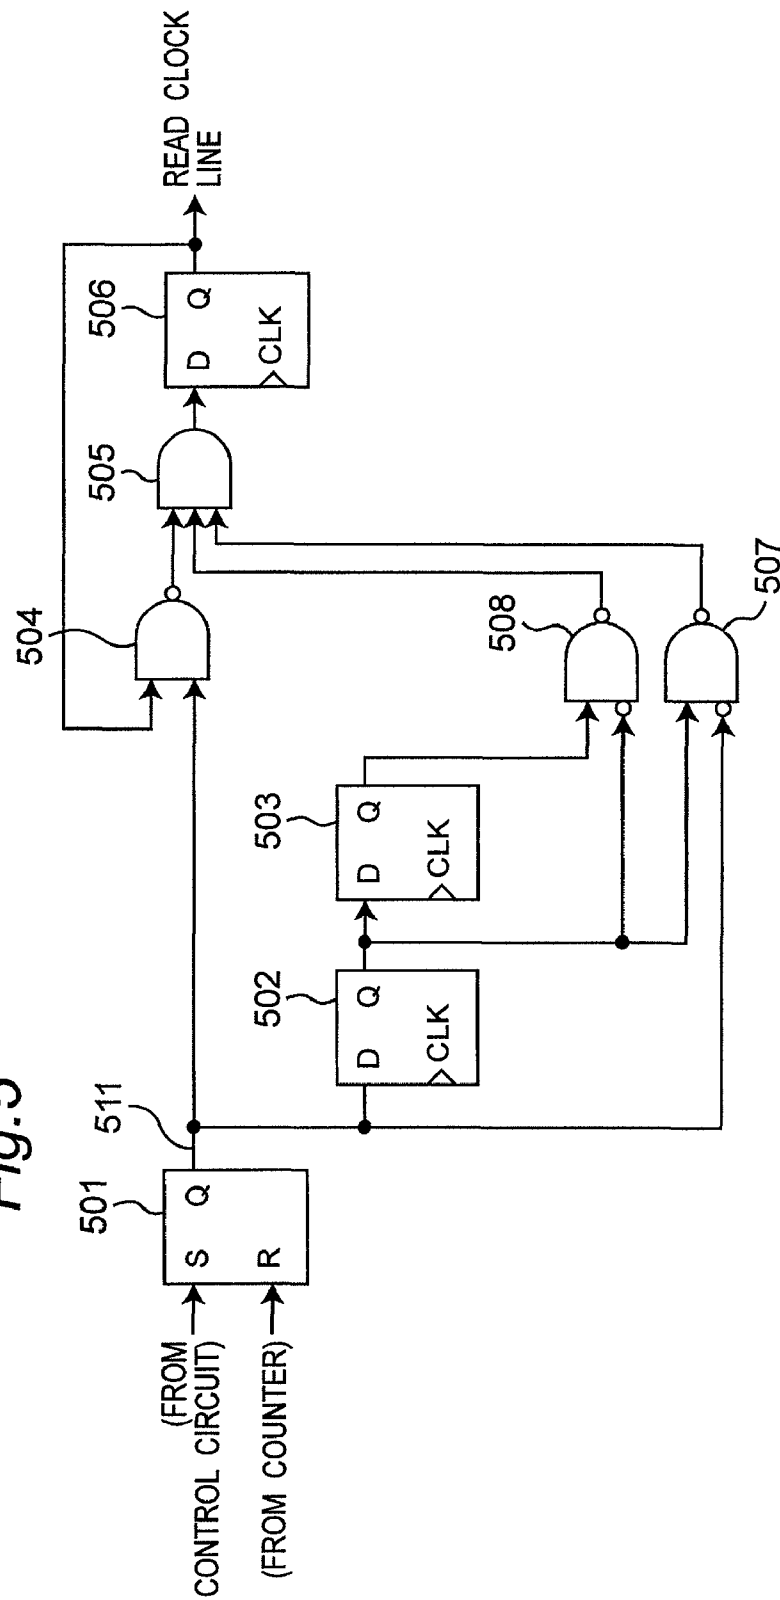 Fig.5
501
511
S
Q
R
(FROM
CONTROL CIRCUIT)
(FROM COUNTER)
502
D
Q
CLK
503
D
Q
CLK
504
505
506
D
Q
CLK
READ CLOCK
LINE
508
507